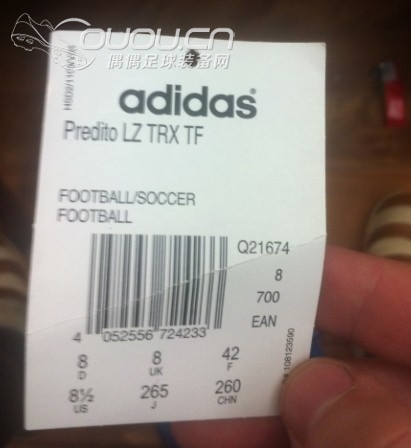 OUOU.CN
偶偶足球装备网
adidas®
Predito LZ TRX TF
FOOTBALL/SOCCER
FOOTBALL
Q21674
8
700
EAN
4 052556 724233
8 8 42
D UK F
8½ 265 260
US J CHN